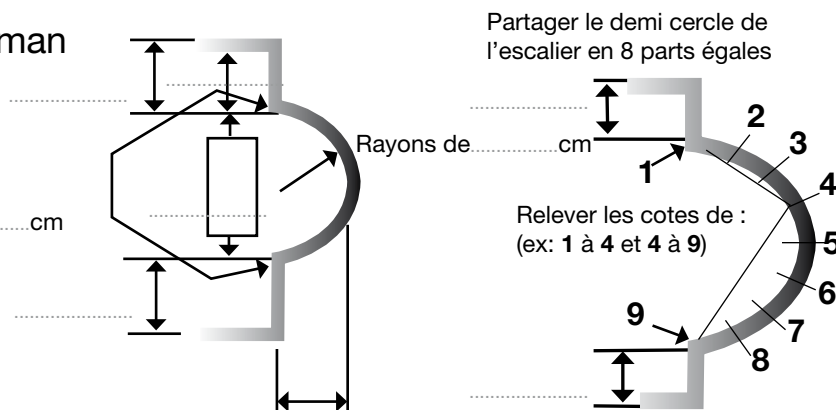 man
Partager le demi cercle de
l'escalier en 8 parts égales
Rayons de..............cm
.....cm
1
2
3
4
5
6
7
8
9
Relever les cotes de :
(ex: 1 à 4 et 4 à 9)